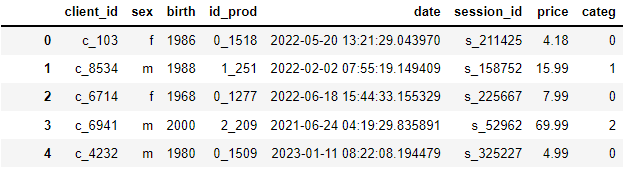 client_id sex birth id_prod date session_id price categ
0 c_103 f 1986 0_1518 2022-05-20 13:21:29.043970 s_211425 4.18 0
1 c_8534 m 1988 1_251 2022-02-02 07:55:19.149409 s_158752 15.99 1
2 c_6714 f 1968 0_1277 2022-06-18 15:44:33.155329 s_225667 7.99 0
3 c_6941 m 2000 2_209 2021-06-24 04:19:29.835891 s_52962 69.99 2
4 c_4232 m 1980 0_1509 2023-01-11 08:22:08.194479 s_325227 4.99 0